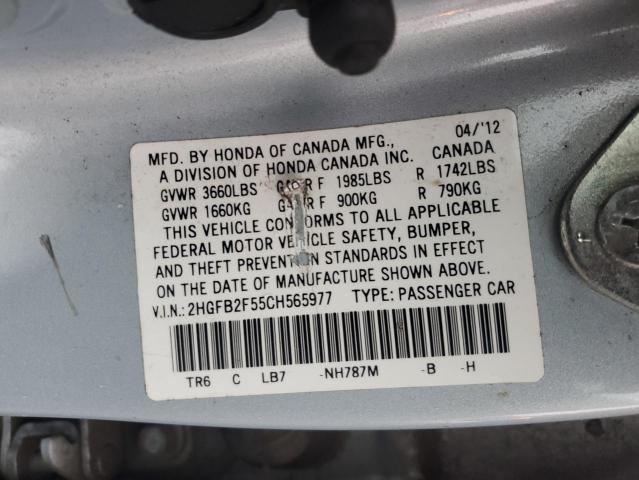 04/'12
MFD. BY HONDA OF CANADA MFG., CANADA
A DIVISION OF HONDA CANADA INC.
GVWR 3660LBS F 1985LBS R 1742LBS
GVWR 1660KG F 900KG R 790KG
THIS VEHICLE CONFORMS TO ALL APPLICABLE
FEDERAL MOTOR VEHICLE SAFETY, BUMPER,
AND THEFT PREVENTION STANDARDS IN EFFECT
ON THE DATE OF MANUFACTURE SHOWN ABOVE.
V.I.N.: 2HGFB2F55CH565977 TYPE: PASSENGER CAR
TR6 C LB7 -NH787M -B -H